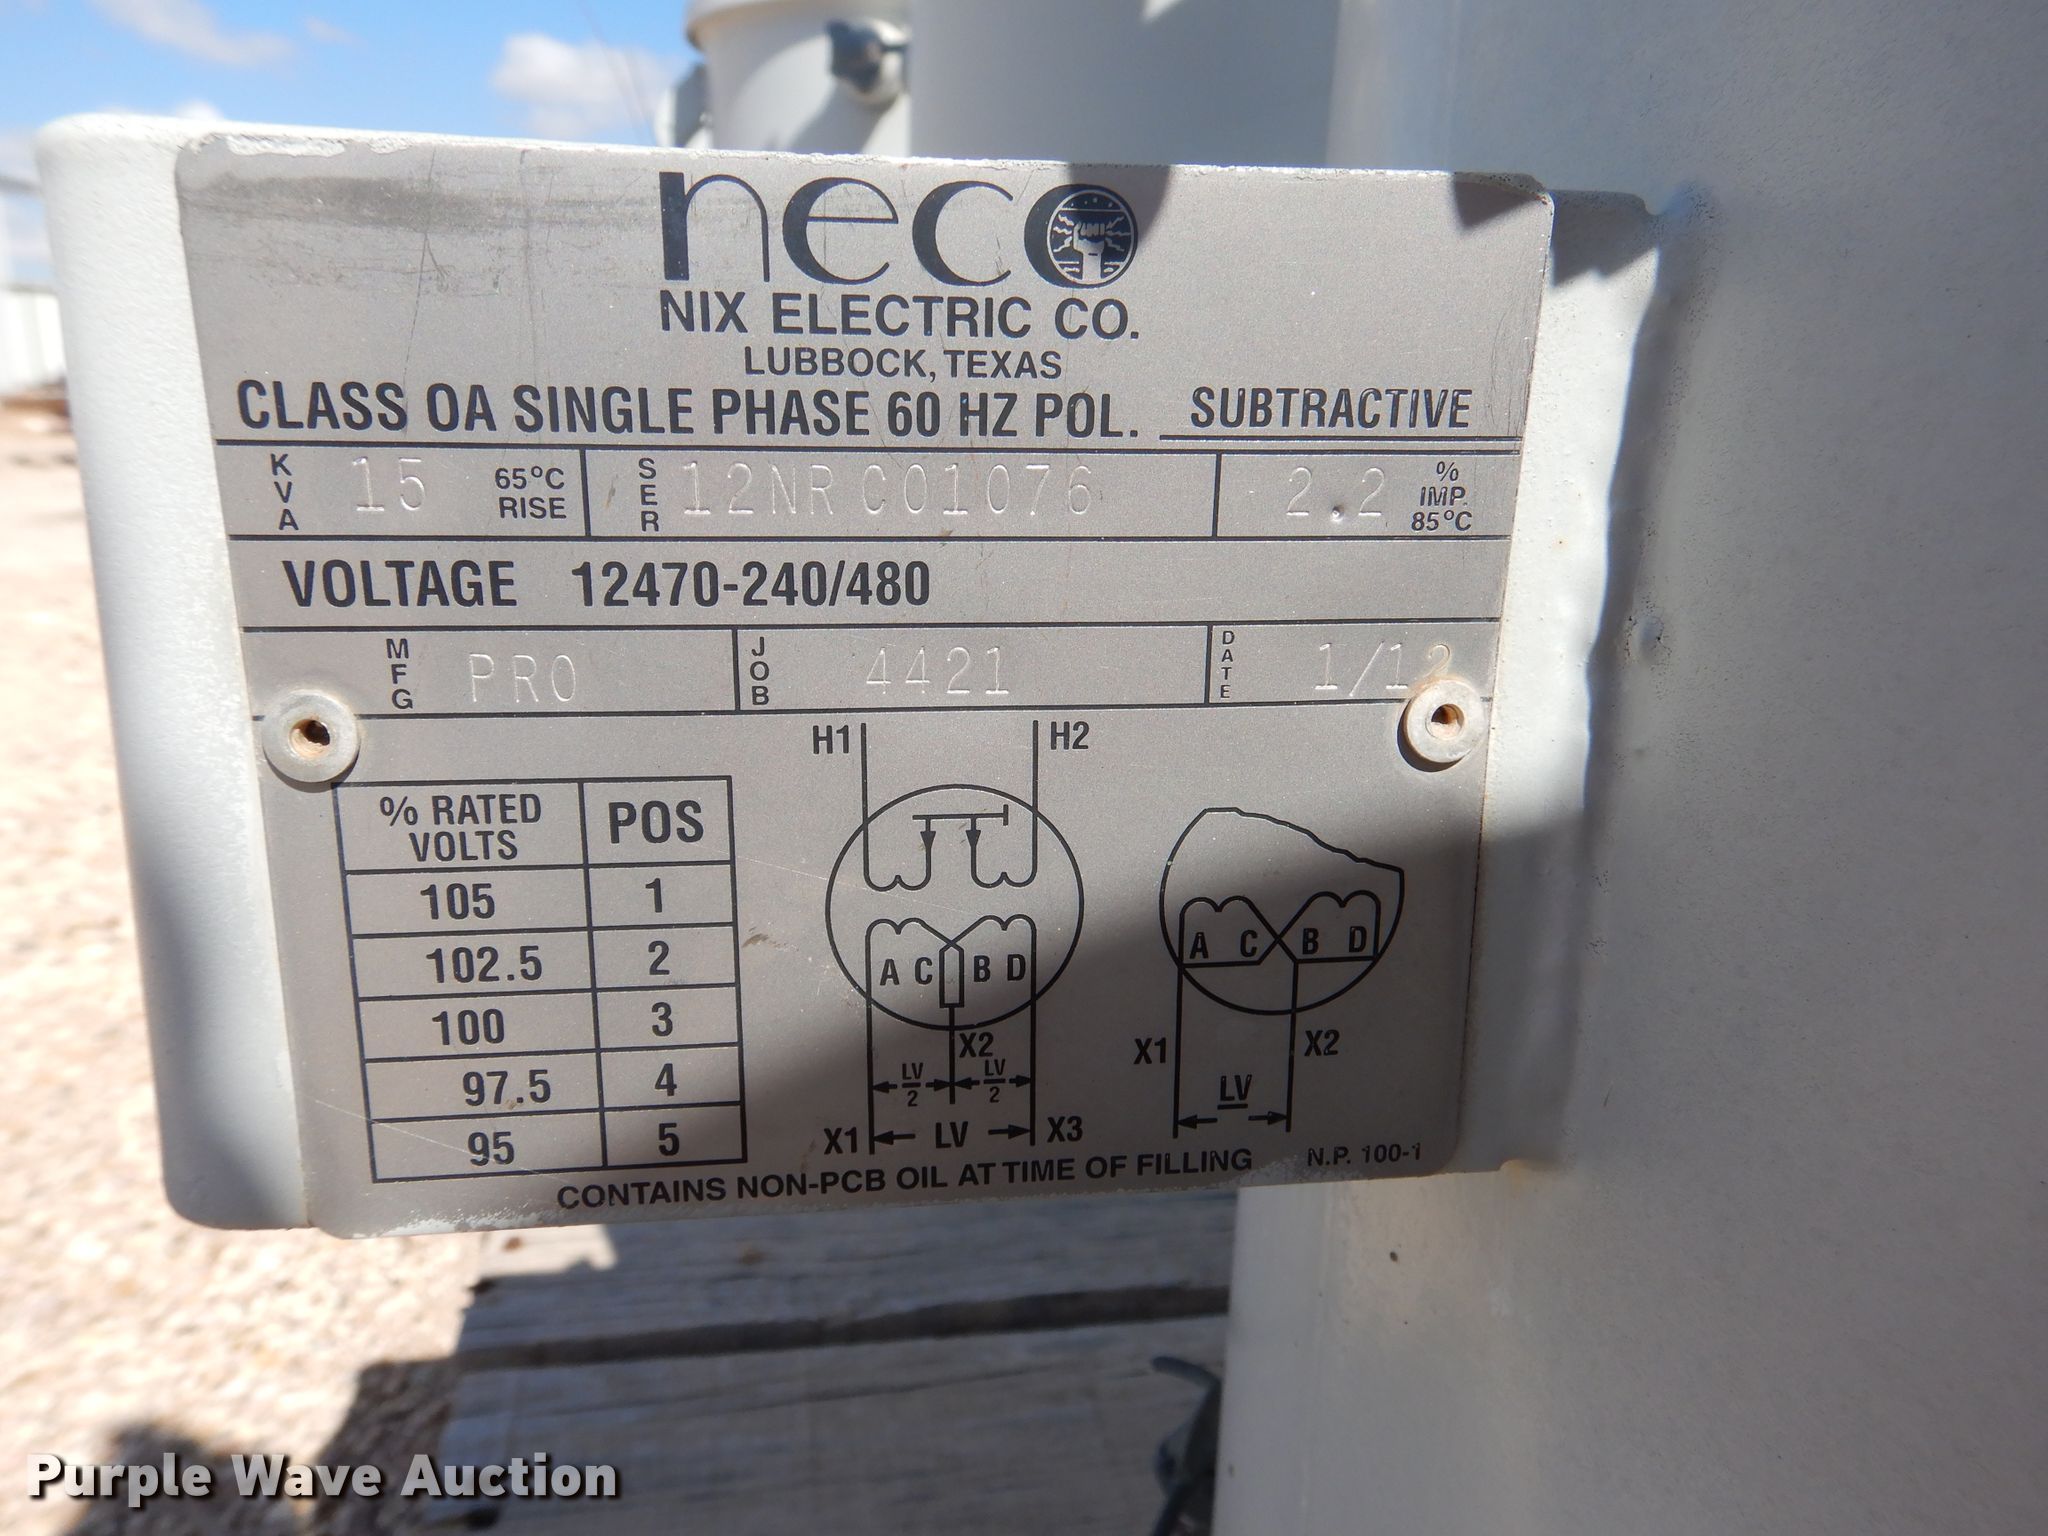 neco
NIX ELECTRIC CO.
LUBBOCK, TEXAS
CLASS OA SINGLE PHASE 60 HZ POL. SUBTRACTIVE
KVA 15 65°C RISE SER 12NRC01076 2.2 % IMP. 85°C
VOLTAGE 12470-240/480
MFG PRO JOB 4421 DATE 1/12
H1 H2
% RATED VOLTS POS
105 1
102.5 2
100 3
97.5 4
95 5
A C B D
X2
LV/2 LV/2
X1 LV X3
A C B D
X1 X2
LV
CONTAINS NON-PCB OIL AT TIME OF FILLING
N.P. 100-1
Purple Wave Auction